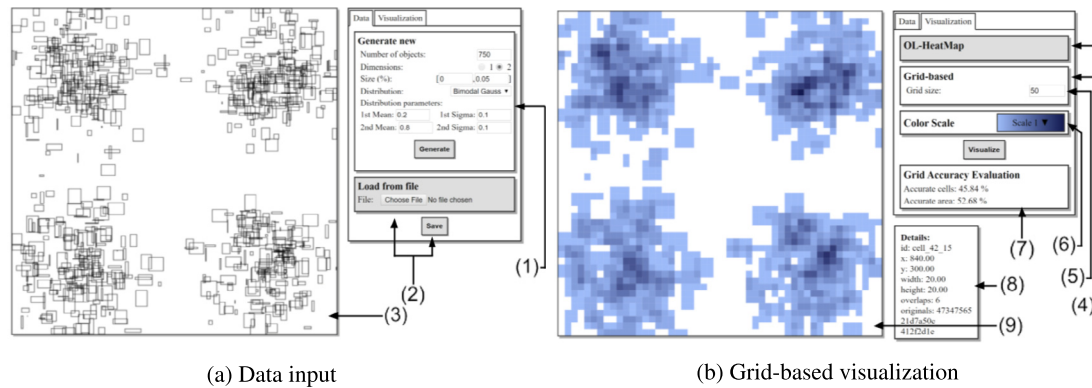 Data Visualization
Generate new
Number of objects: 750
Dimensions: 1 2
Size (%): [ 0 ,0.05 ]
Distribution: Bimodal Gauss ▼
Distribution parameters:
1st Mean: 0.2 1st Sigma: 0.1
2nd Mean: 0.8 2nd Sigma: 0.1
Generate
Load from file
File: Choose File No file chosen
Save
(1)
(2)
(3)
(a) Data input
Data Visualization
OL-HeatMap
Grid-based
Grid size: 50
Color Scale Scale 1 ▼
Visualize
Grid Accuracy Evaluation
Accurate cells: 45.84 %
Accurate area: 52.68 %
(7)
(6)
(5)
(4)
Details:
id: cell_42_15
x: 840.00
y: 300.00
width: 20.00
height: 20.00
overlaps: 6
originals: 47347565
21d7a50c
412f2d1e
(8)
(9)
(b) Grid-based visualization